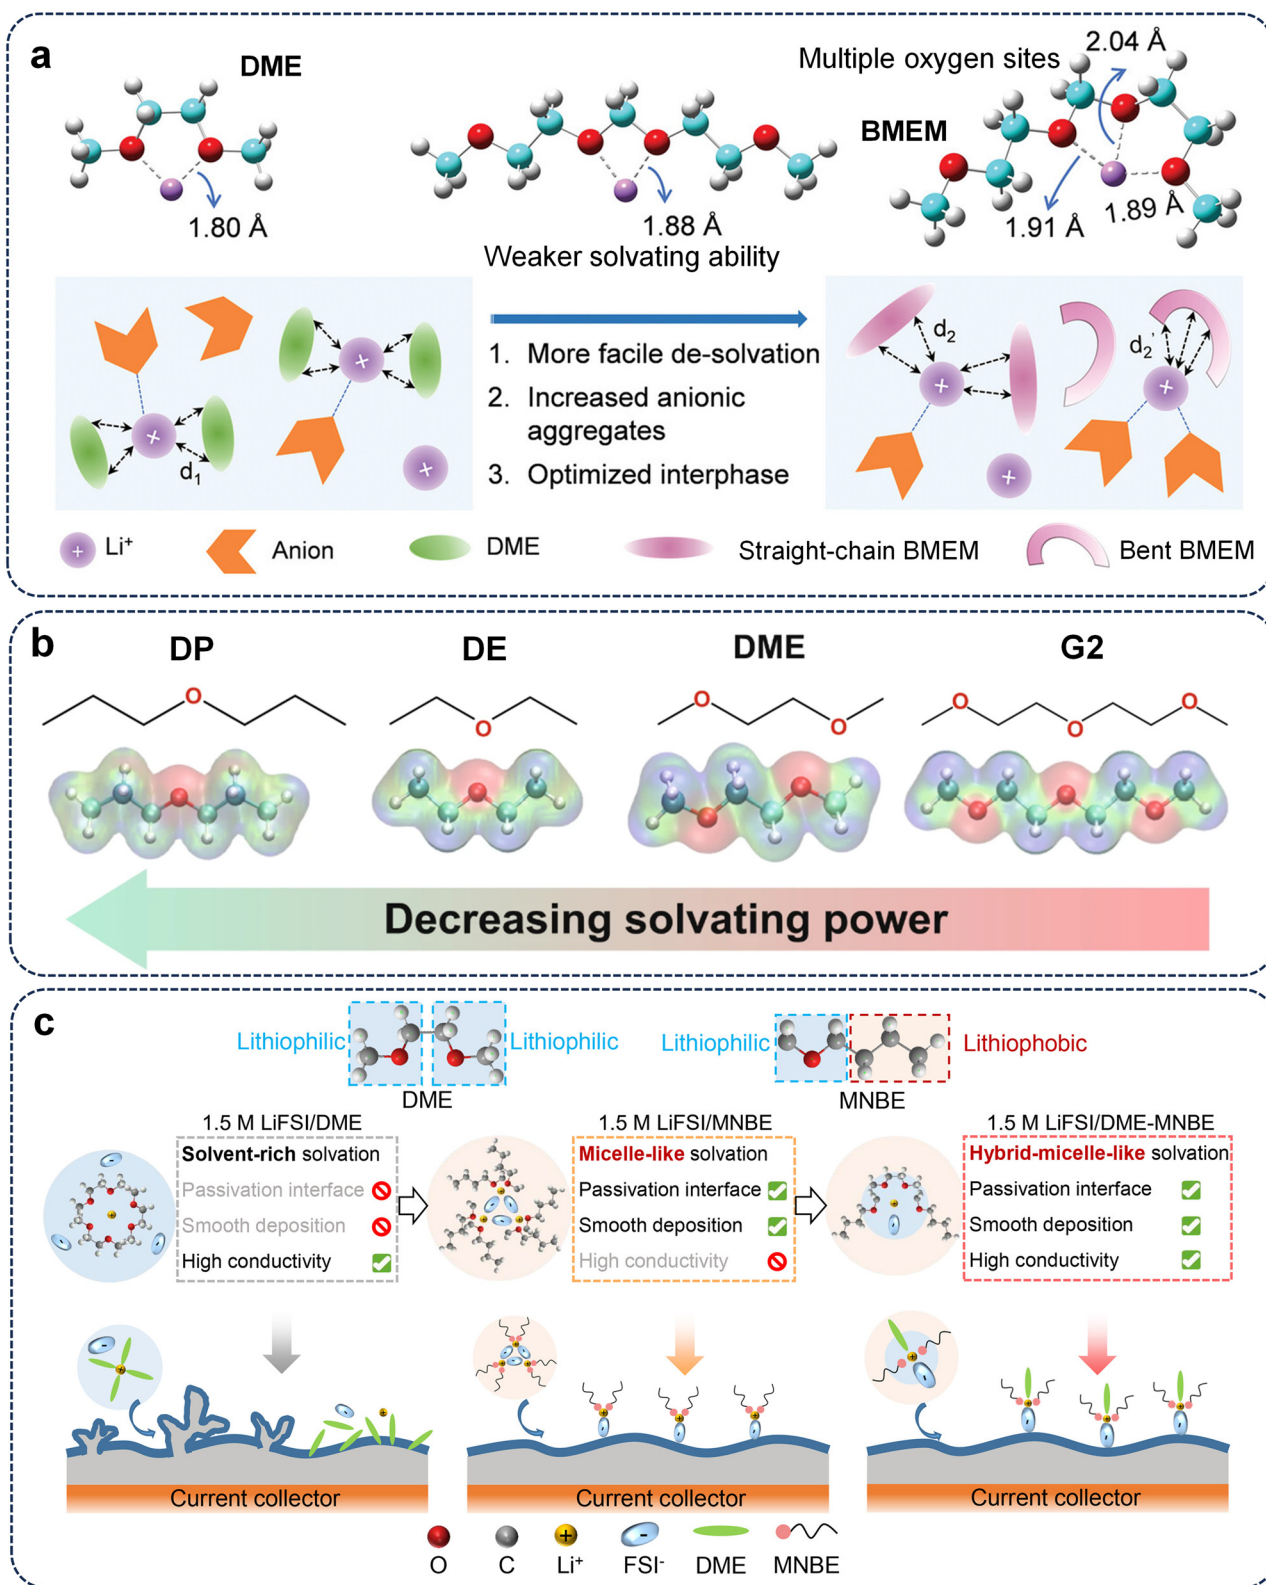 a
DME
1.80 Å
1.88 Å
Multiple oxygen sites
BMEM
2.04 Å
1.91 Å
1.89 Å
Weaker solvating ability
d1
+
+
+
1. More facile de-solvation
2. Increased anionic
aggregates
3. Optimized interphase
d2
d2'
+
+
+
+
Li+
Anion
DME
Straight-chain BMEM
Bent BMEM
b
DP
DE
DME
G2
O
O
O
O
O
O
O
Decreasing solvating power
c
Lithiophilic
Lithiophilic
DME
Lithiophilic
Lithiophobic
MNBE
1.5 M LiFSI/DME
Solvent-rich solvation
Passivation interface
Smooth deposition
High conductivity
1.5 M LiFSI/MNBE
Micelle-like solvation
Passivation interface
Smooth deposition
High conductivity
1.5 M LiFSI/DME-MNBE
Hybrid-micelle-like solvation
Passivation interface
Smooth deposition
High conductivity
Current collector
Current collector
Current collector
O
C
Li+
FSI-
DME
MNBE